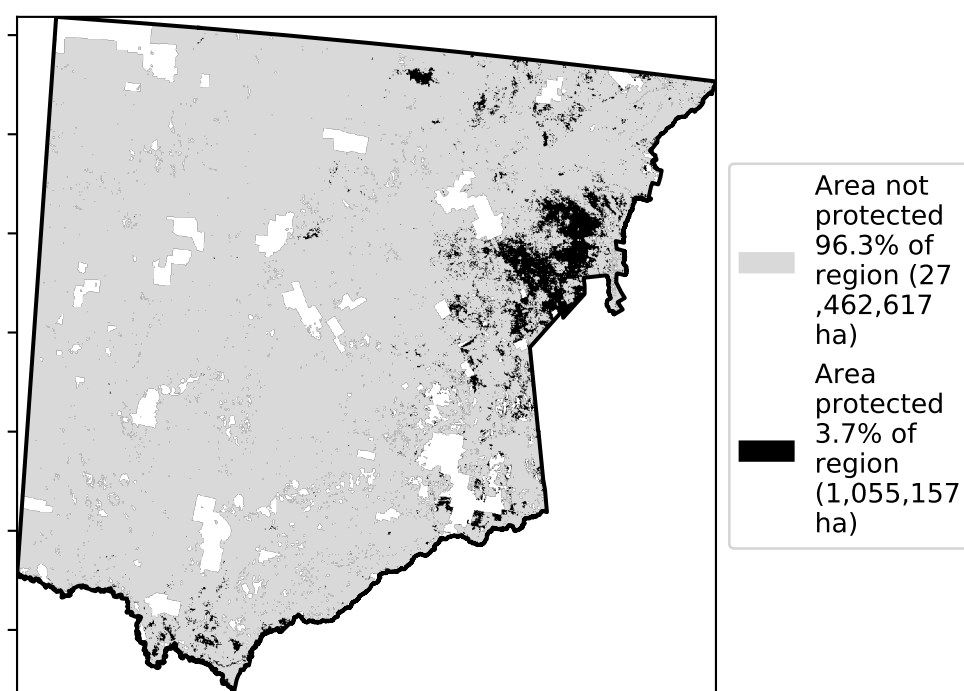 Area not
protected
96.3% of
region (27
,462,617
ha)
Area
protected
3.7% of
region
(1,055,157
ha)